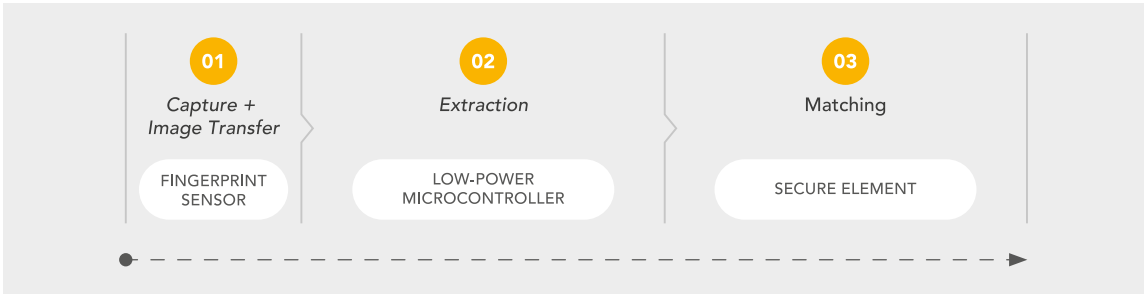 01
Capture +
Image Transfer
FINGERPRINT
SENSOR
02
Extraction
LOW-POWER
MICROCONTROLLER
03
Matching
SECURE ELEMENT